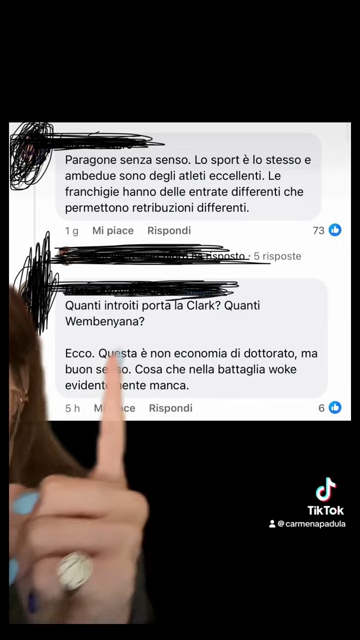 Paragone senza senso. Lo sport è lo stesso e
ambedue sono degli atleti eccellenti. Le
franchigie hanno delle entrate differenti che
permettono retribuzioni differenti.
1 g Mi piace Rispondi 73
risposto · 5 risposte
Quanti introiti porta la Clark? Quanti
Wembenyana?
Ecco. Questa è non economia di dottorato, ma
buon senso. Cosa che nella battaglia woke
evidentemente manca.
5 h Mi piace Rispondi 6
TikTok
@carmenapadula